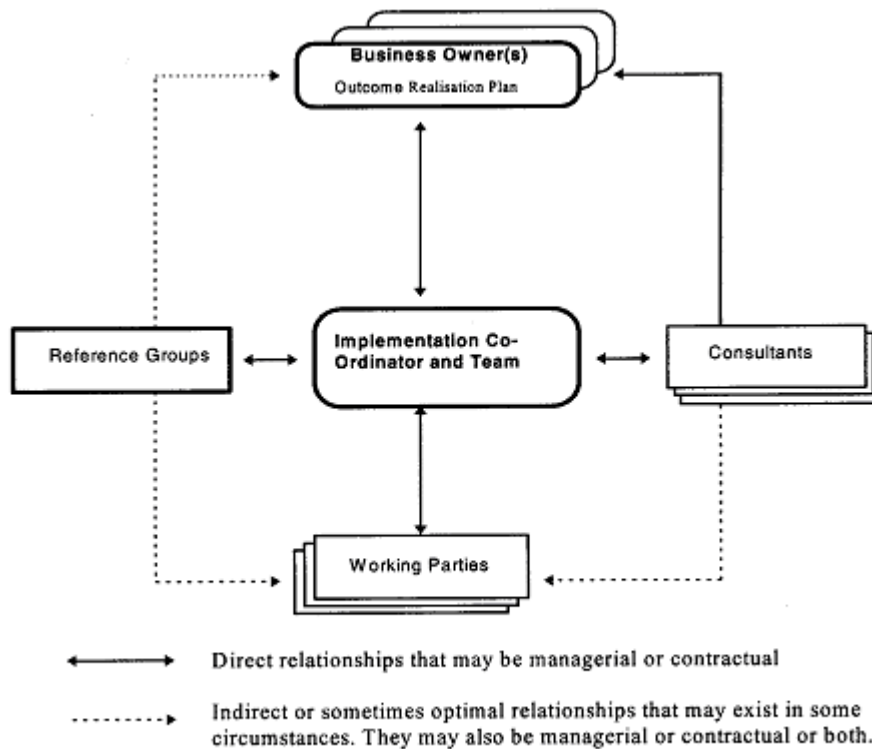 Business Owner(s)
Outcome Realisation Plan
Reference Groups
Implementation Co-
Ordinator and Team
Consultants
Working Parties
Direct relationships that may be managerial or contractual
Indirect or sometimes optimal relationships that may exist in some
circumstances. They may also be managerial or contractual or both.